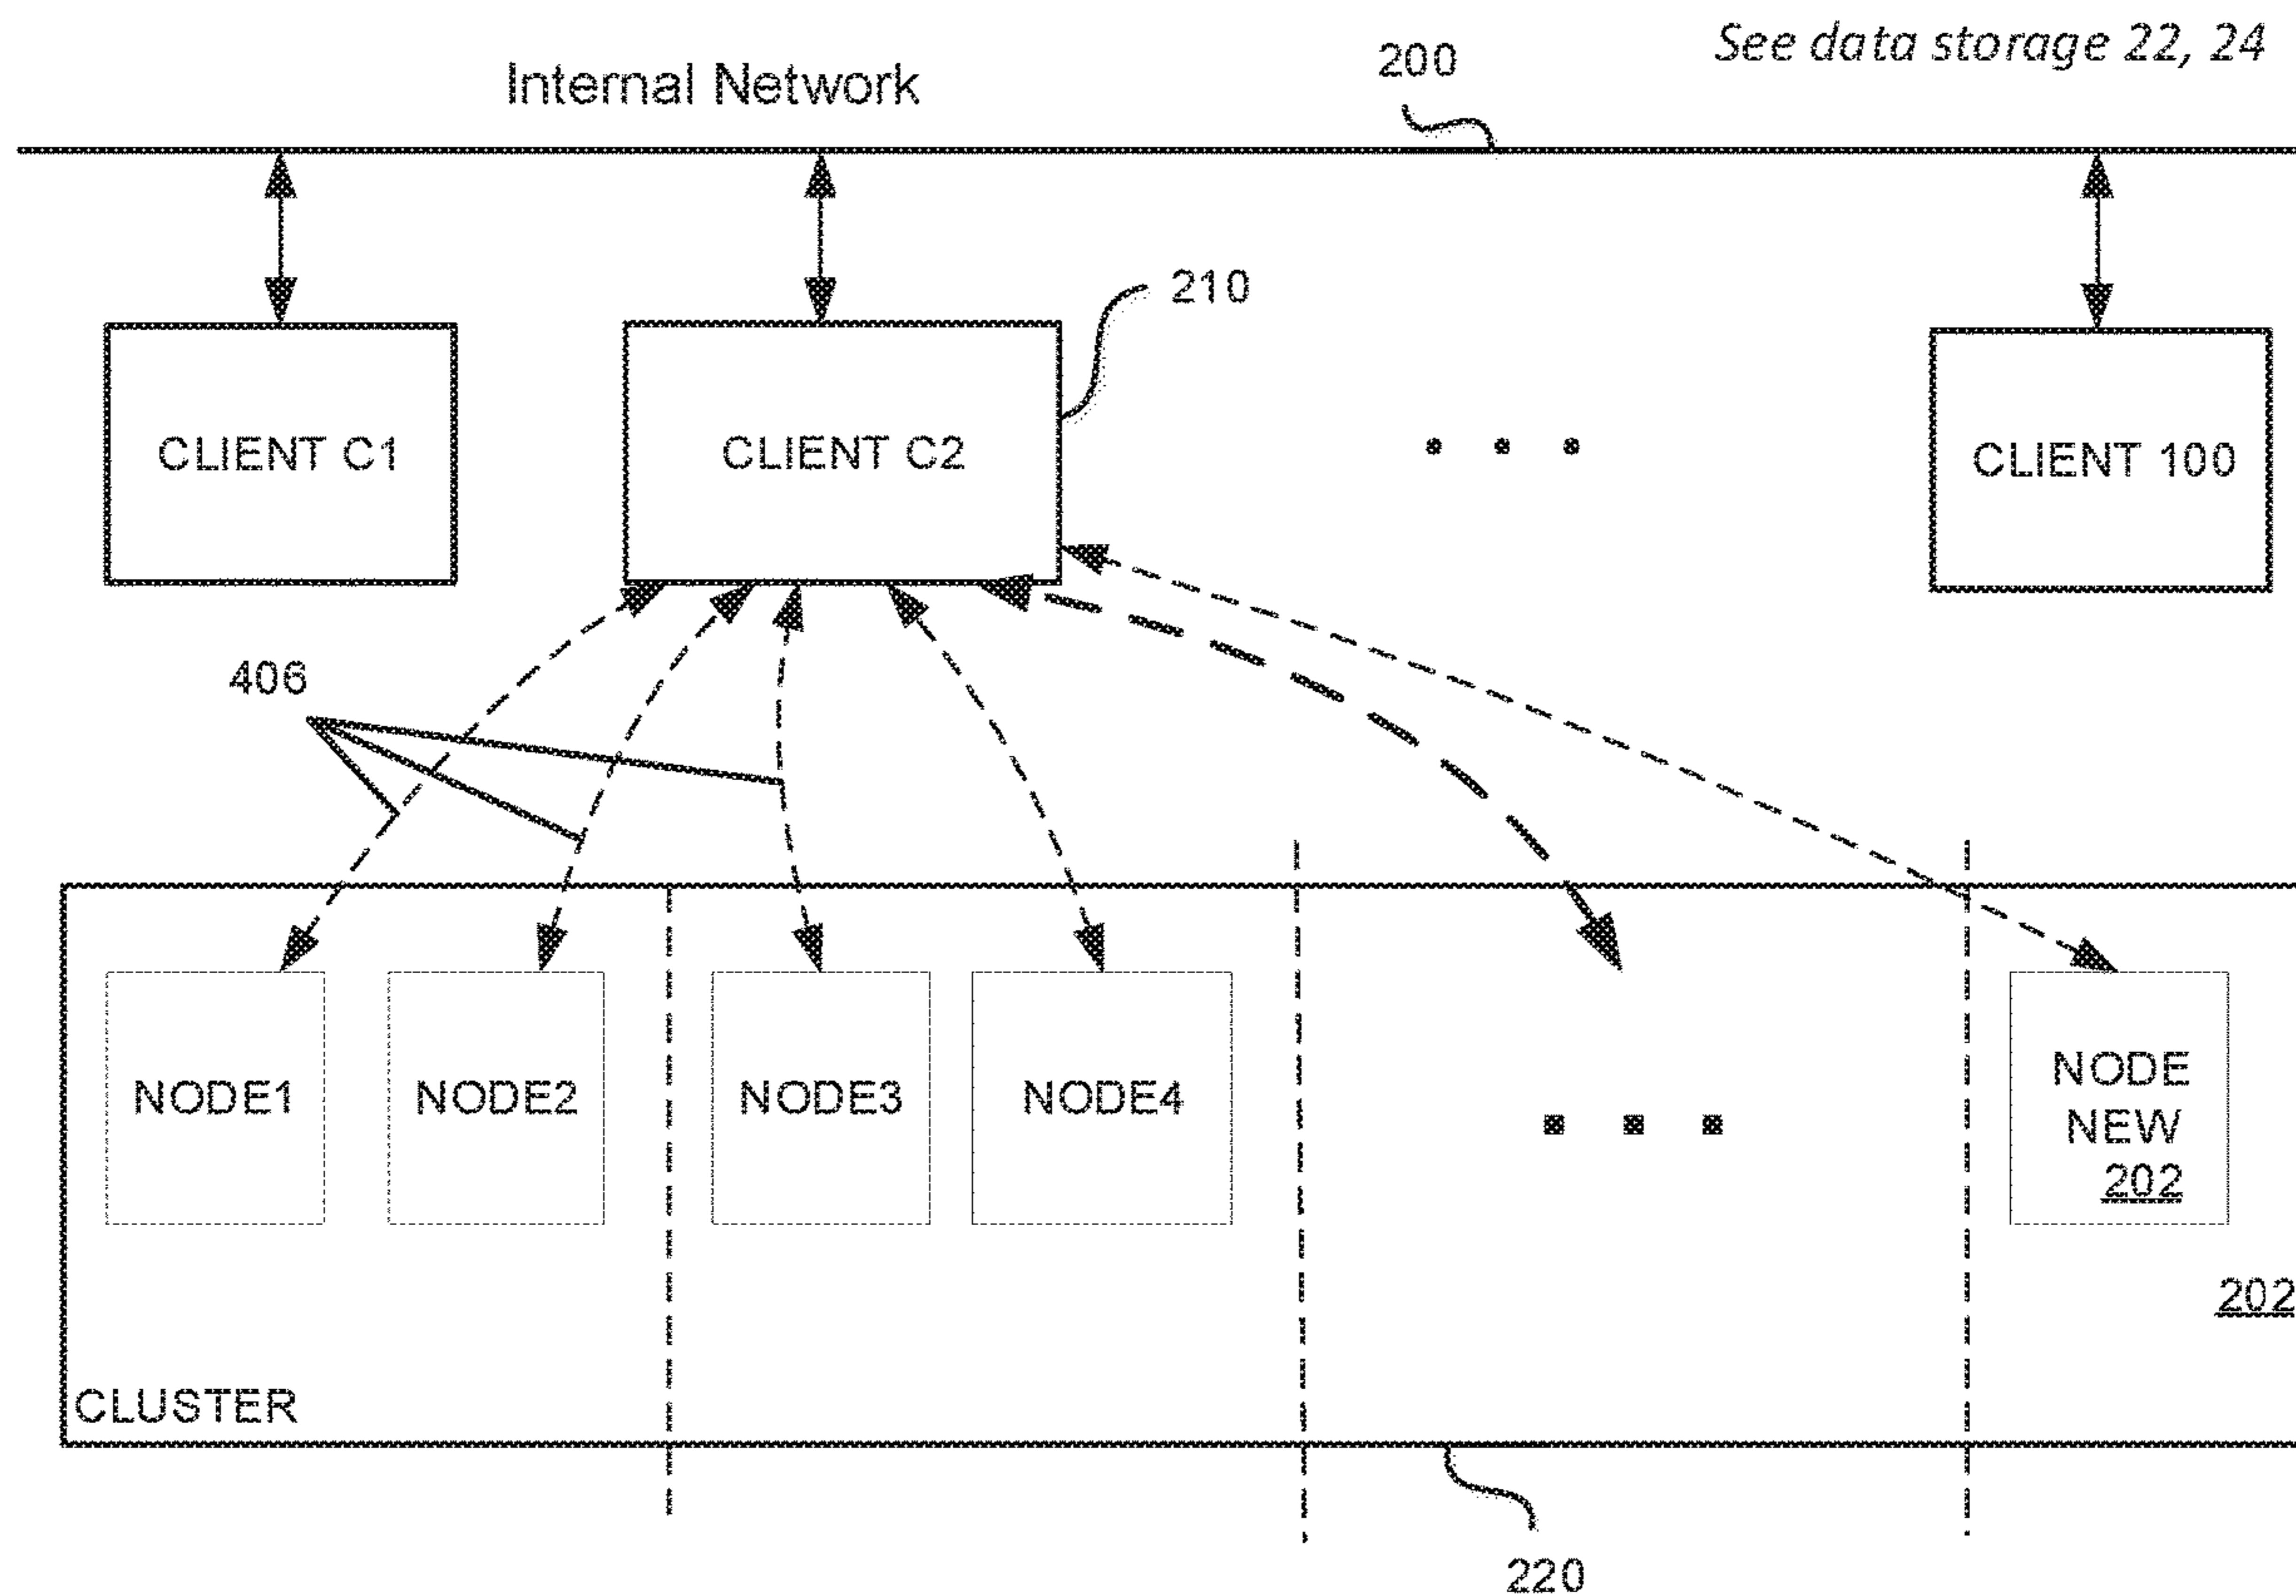 See data storage 22, 24
200
Internal Network
210
CLIENT C1
CLIENT C2
CLIENT 100
406
NODE1
NODE2
NODE3
NODE4
NODE
NEW
202
202
CLUSTER
220